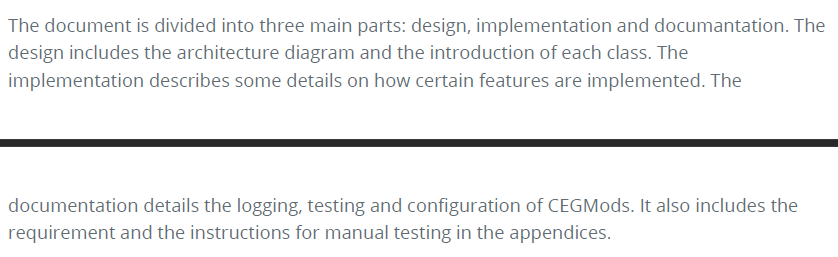 The document is divided into three main parts: design, implementation and documantation. The
design includes the architecture diagram and the introduction of each class. The
implementation describes some details on how certain features are implemented. The
documentation details the logging, testing and configuration of CEGMods. It also includes the
requirement and the instructions for manual testing in the appendices.